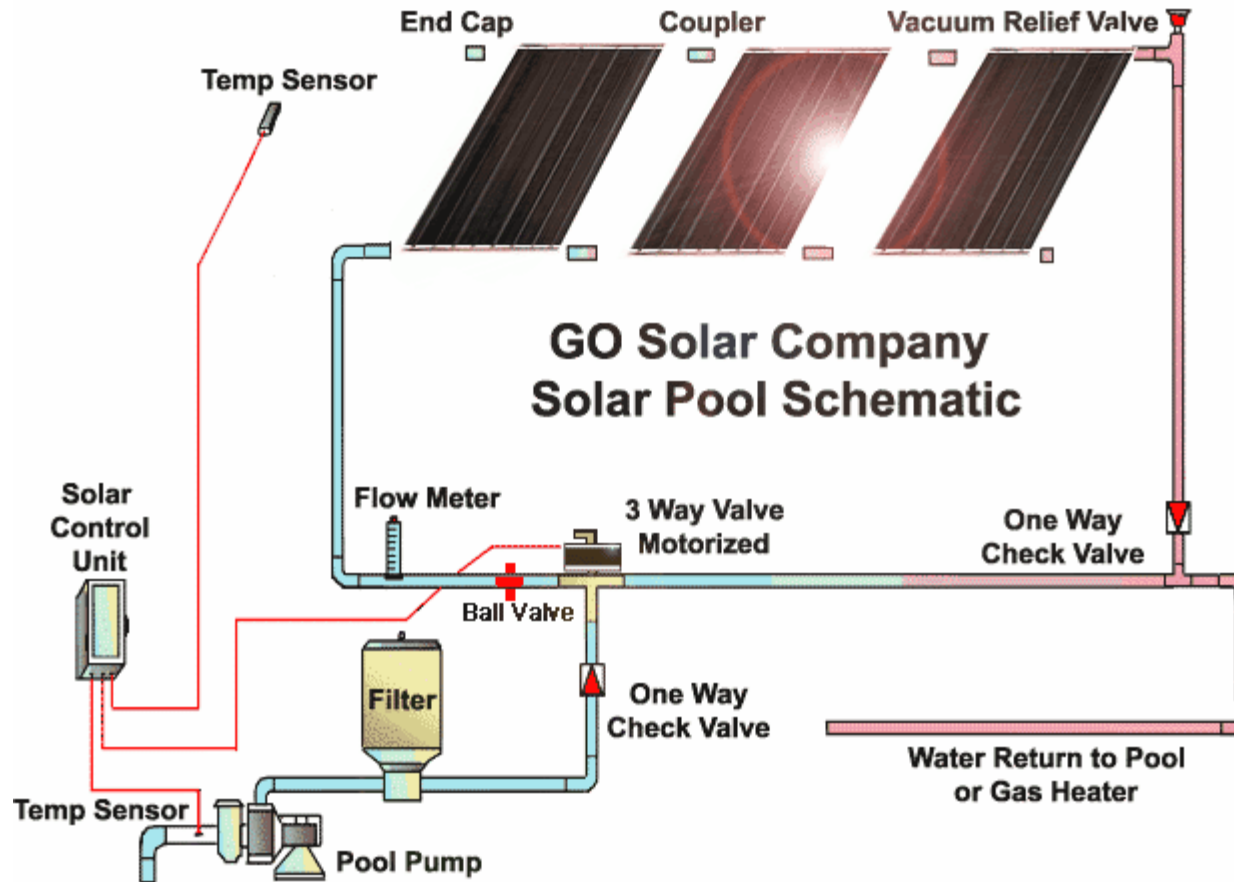 End Cap
Coupler
Vacuum Relief Valve
Temp Sensor
GO Solar Company
Solar Pool Schematic
Solar
Control
Unit
Flow Meter
3 Way Valve
Motorized
One Way
Check Valve
Ball Valve
Filter
One Way
Check Valve
Water Return to Pool
or Gas Heater
Temp Sensor
Pool Pump